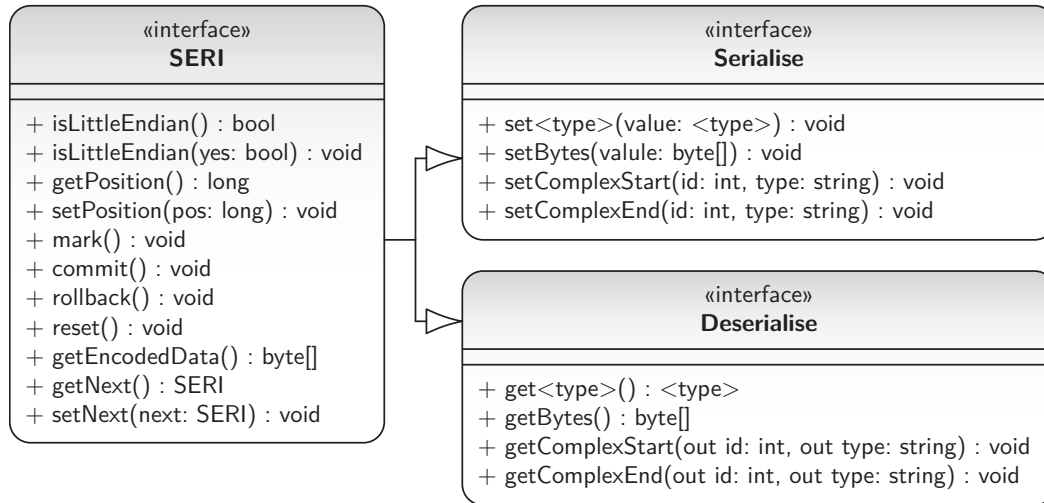 «interface»
SERI
+ isLittleEndian() : bool
+ isLittleEndian(yes: bool) : void
+ getPosition() : long
+ setPosition(pos: long) : void
+ mark() : void
+ commit() : void
+ rollback() : void
+ reset() : void
+ getEncodedData() : byte[]
+ getNext() : SERI
+ setNext(next: SERI) : void
«interface»
Serialise
+ set<type>(value: <type>) : void
+ setBytes(valule: byte[]) : void
+ setComplexStart(id: int, type: string) : void
+ setComplexEnd(id: int, type: string) : void
«interface»
Deserialise
+ get<type>() : <type>
+ getBytes() : byte[]
+ getComplexStart(out id: int, out type: string) : void
+ getComplexEnd(out id: int, out type: string) : void